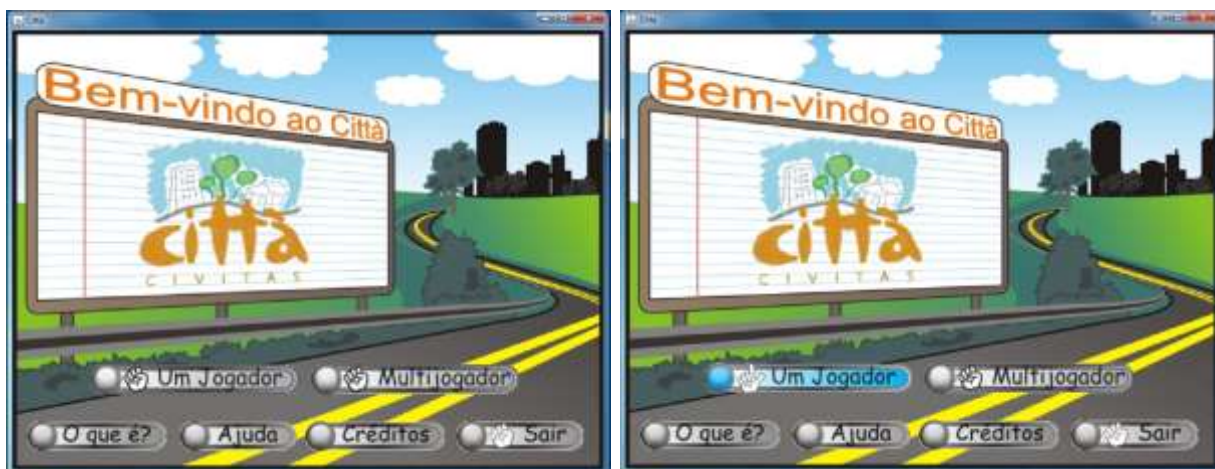 Bem-vindo ao Città
città
CIVITAS
Um Jogador
Multijogador
O que é?
Ajuda
Créditos
Sair
Bem-vindo ao Città
città
CIVITAS
Um Jogador
Multijogador
O que é?
Ajuda
Créditos
Sair